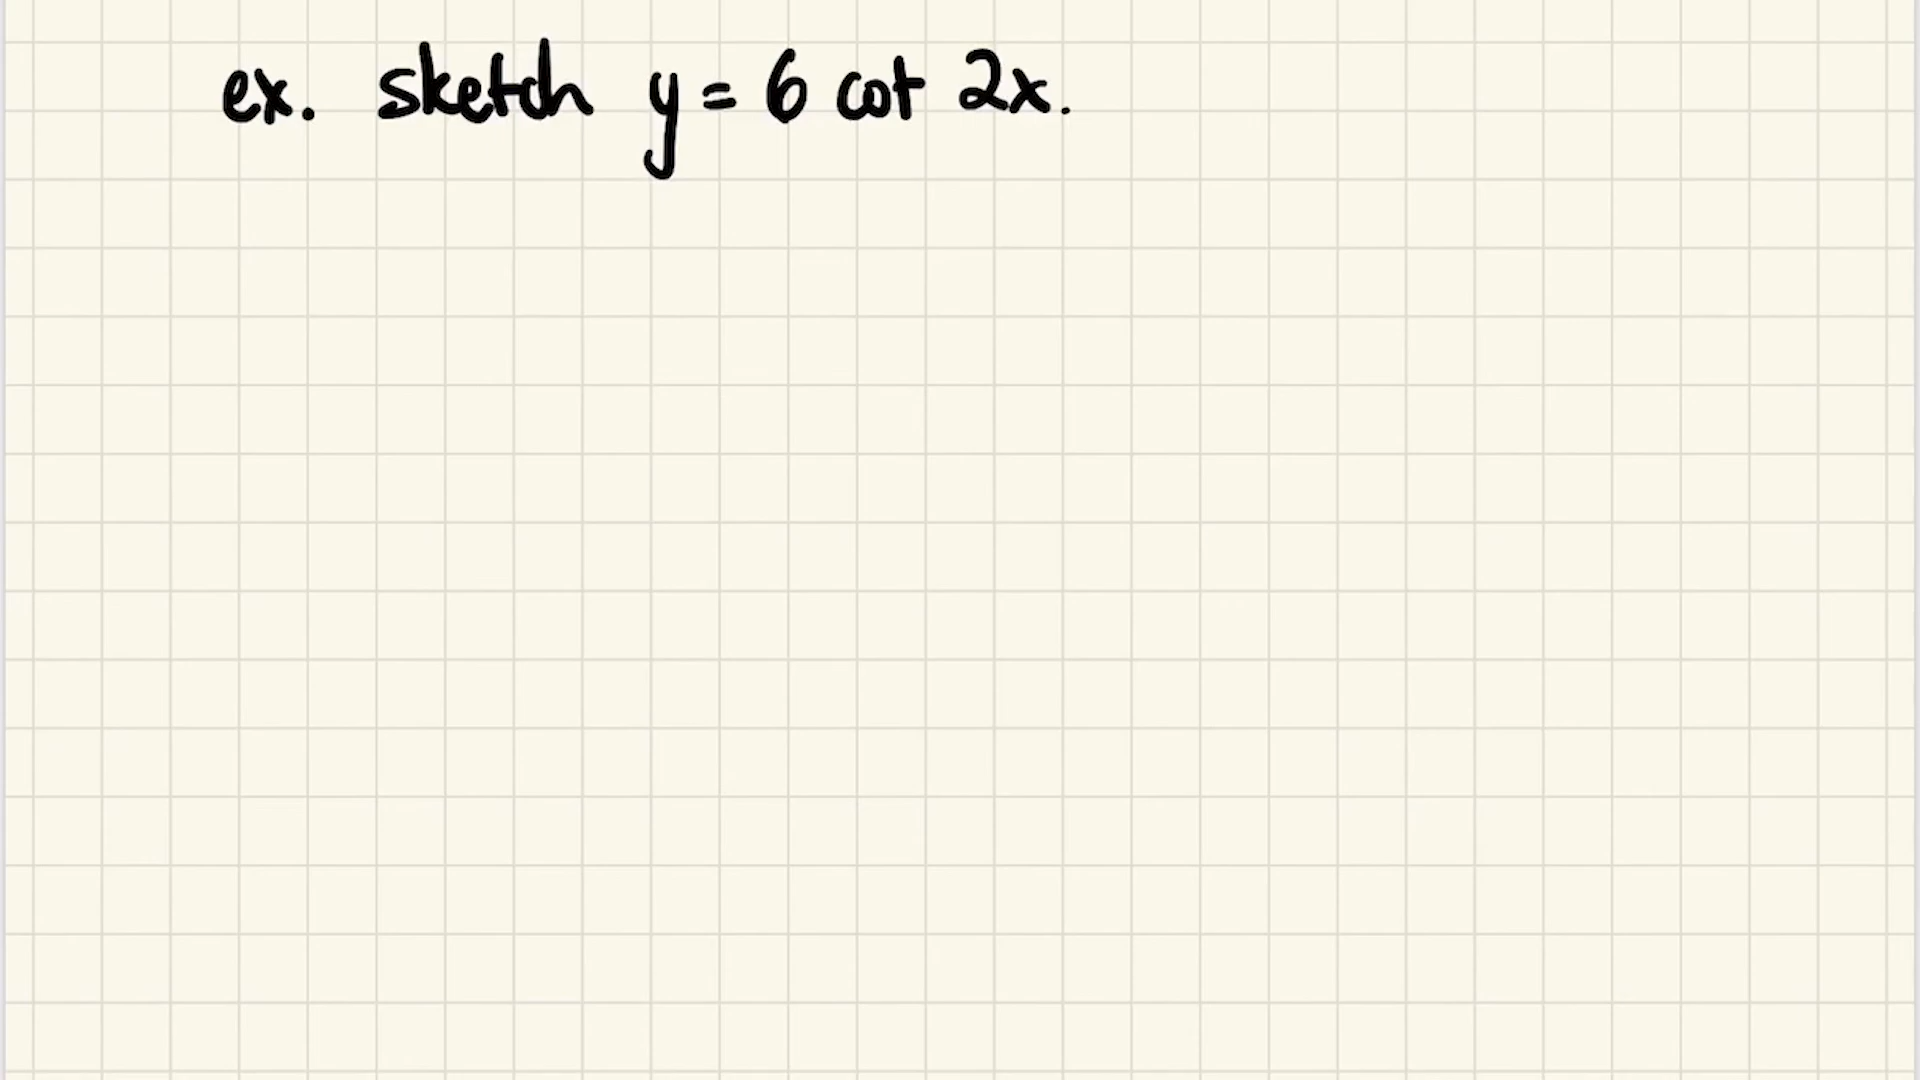 ex. sketch y = 6 cot 2x.